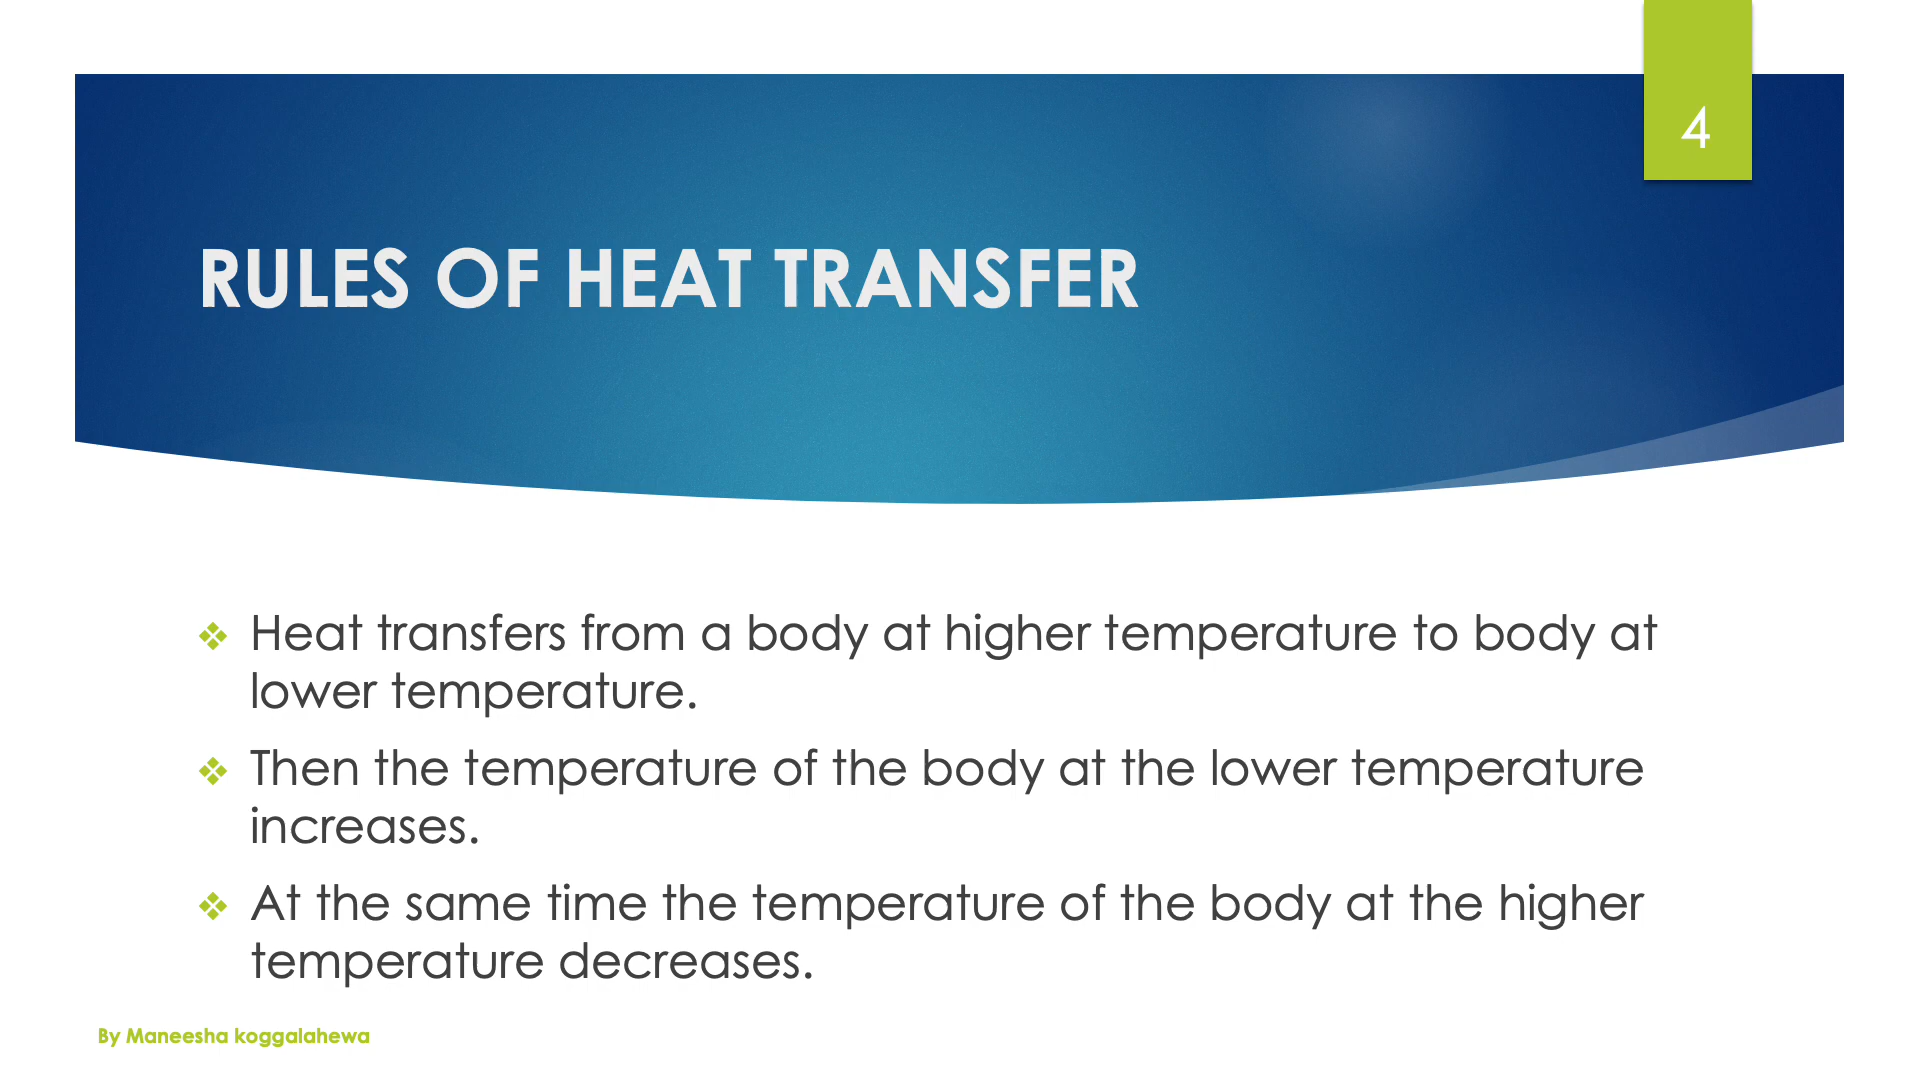 4
RULES OF HEAT TRANSFER
Heat transfers from a body at higher temperature to body at
lower temperature.
Then the temperature of the body at the lower temperature
increases.
At the same time the temperature of the body at the higher
temperature decreases.
By Maneesha koggalahewa